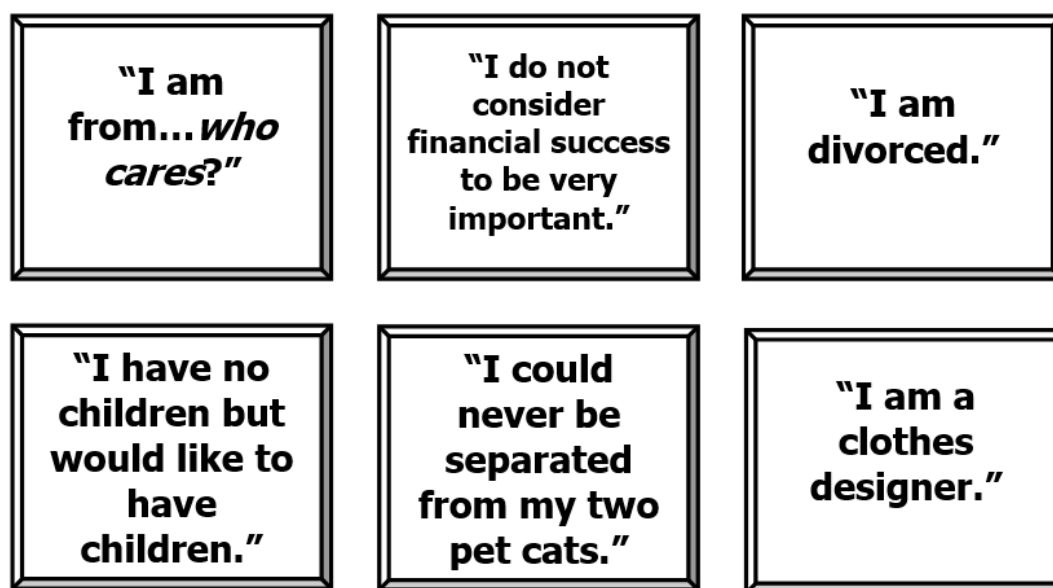 “I am
from...who
cares?”
“I do not
consider
financial success
to be very
important.”
“I am
divorced.”
“I have no
children but
would like to
have
children.”
“I could
never be
separated
from my two
pet cats.”
“I am a
clothes
designer.”